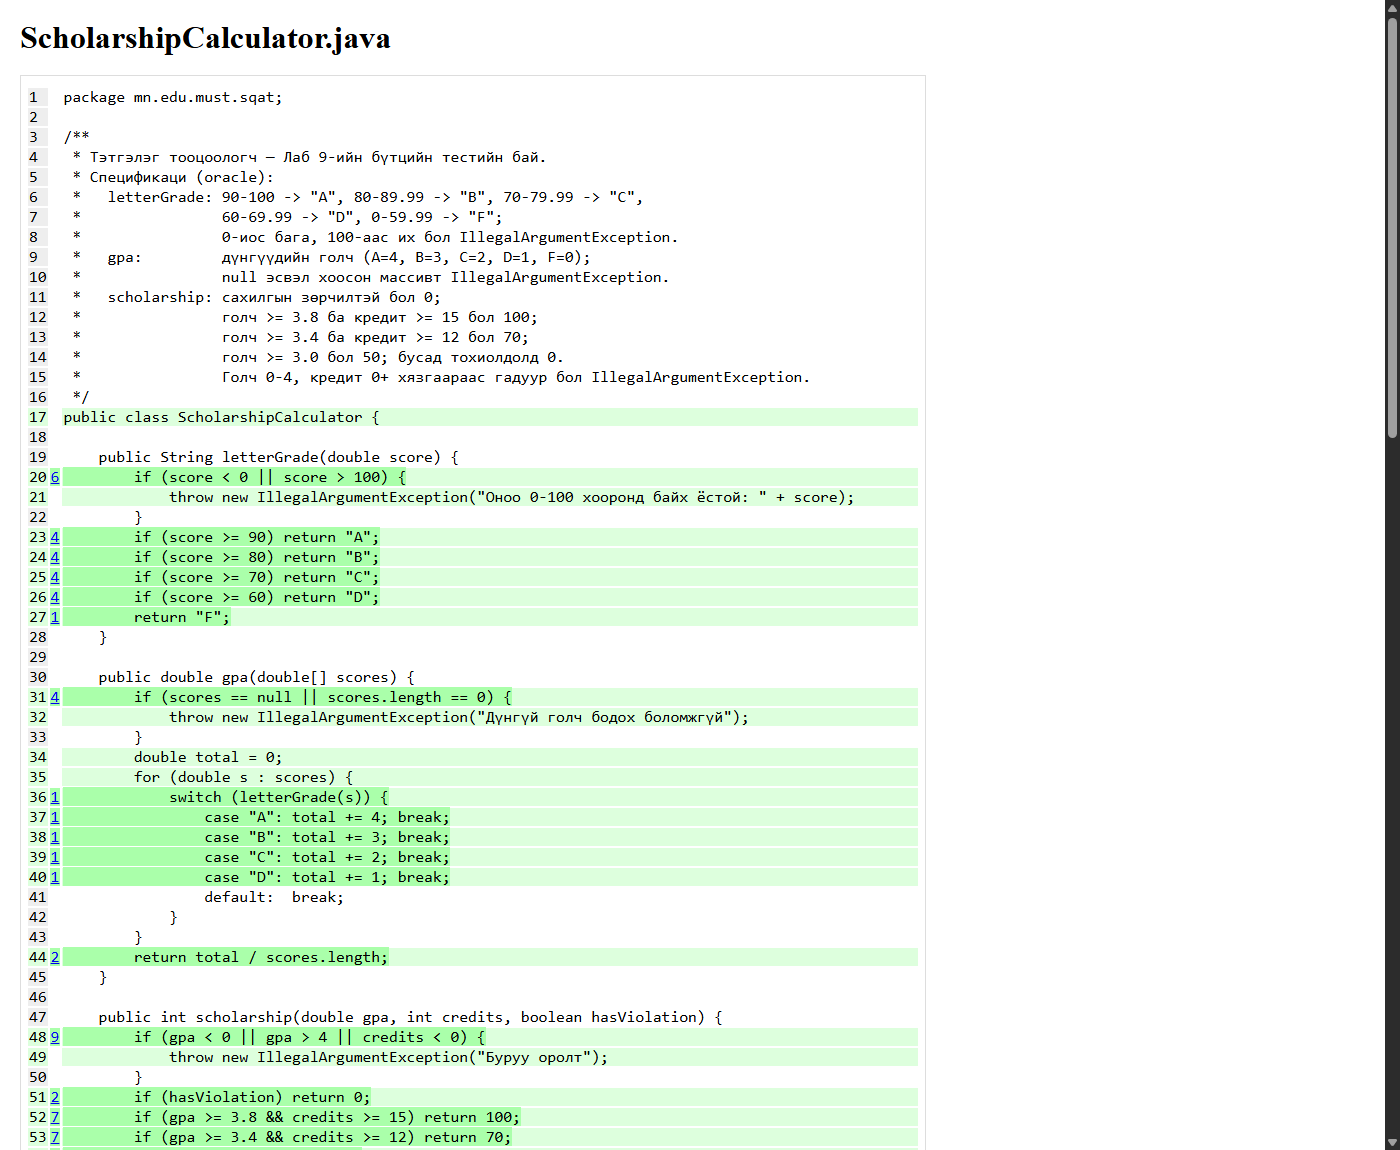 ScholarshipCalculator.java
1 package mn.edu.must.sqat;
2
3 /**
4  * Тэтгэлэг тооцоологч — Лаб 9-ийн бүтцийн тестийн бай.
5  * Спецификаци (oracle):
6  *   letterGrade: 90-100 -> "A", 80-89.99 -> "B", 70-79.99 -> "C",
7  *                60-69.99 -> "D", 0-59.99 -> "F";
8  *                0-иос бага, 100-аас их бол IllegalArgumentException.
9  *   gpa:         дүнгүүдийн голч (A=4, B=3, C=2, D=1, F=0);
10  *                null эсвэл хоосон массивт IllegalArgumentException.
11  *   scholarship: сахилгын зөрчилтэй бол 0;
12  *                голч >= 3.8 ба кредит >= 15 бол 100;
13  *                голч >= 3.4 ба кредит >= 12 бол 70;
14  *                голч >= 3.0 бол 50; бусад тохиолдолд 0.
15  *                Голч 0-4, кредит 0+ хязгаараас гадуур бол IllegalArgumentException.
16  */
17 public class ScholarshipCalculator {
18
19     public String letterGrade(double score) {
20 6         if (score < 0 || score > 100) {
21             throw new IllegalArgumentException("Оноо 0-100 хооронд байх ёстой: " + score);
22         }
23 4         if (score >= 90) return "A";
24 4         if (score >= 80) return "B";
25 4         if (score >= 70) return "C";
26 4         if (score >= 60) return "D";
27 1         return "F";
28     }
29
30     public double gpa(double[] scores) {
31 4         if (scores == null || scores.length == 0) {
32             throw new IllegalArgumentException("Дүнгүй голч бодох боломжгүй");
33         }
34         double total = 0;
35         for (double s : scores) {
36 1             switch (letterGrade(s)) {
37 1                 case "A": total += 4; break;
38 1                 case "B": total += 3; break;
39 1                 case "C": total += 2; break;
40 1                 case "D": total += 1; break;
41                 default:  break;
42             }
43         }
44 2         return total / scores.length;
45     }
46
47     public int scholarship(double gpa, int credits, boolean hasViolation) {
48 9         if (gpa < 0 || gpa > 4 || credits < 0) {
49             throw new IllegalArgumentException("Буруу оролт");
50         }
51 2         if (hasViolation) return 0;
52 7         if (gpa >= 3.8 && credits >= 15) return 100;
53 7         if (gpa >= 3.4 && credits >= 12) return 70;